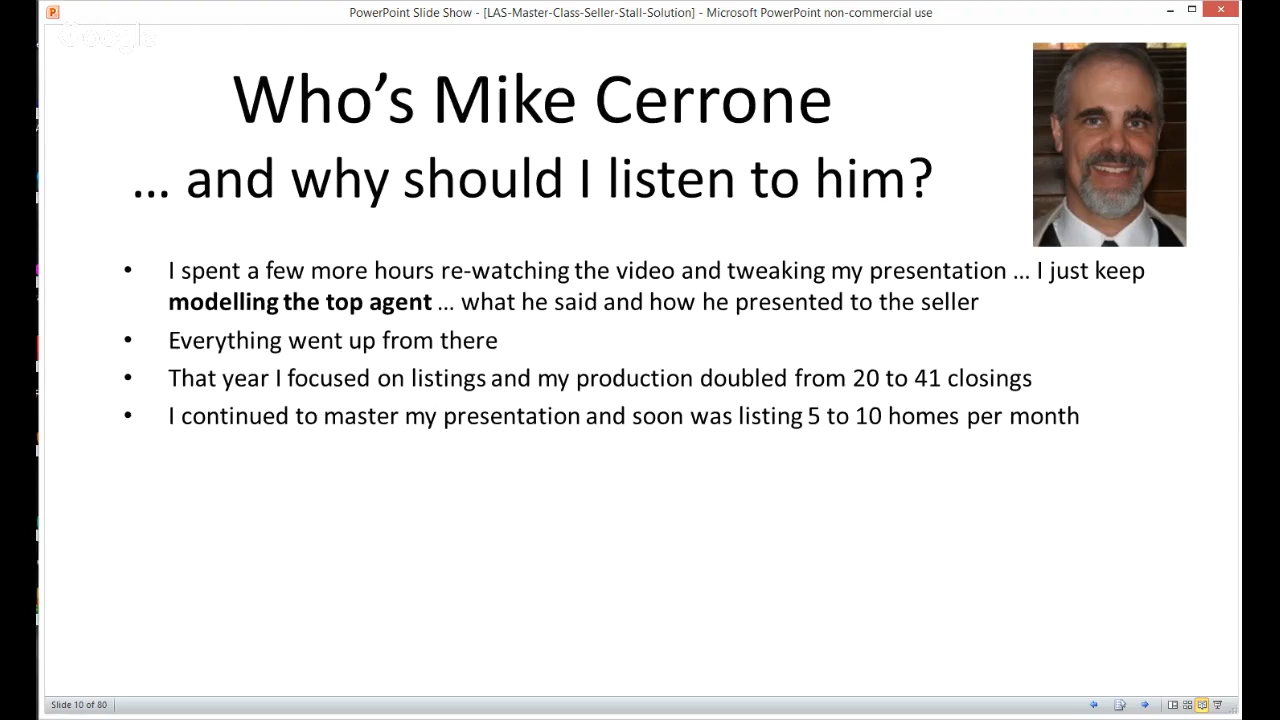 PowerPoint Slide Show - [LAS-Master-Class-Seller-Stall-Solution] - Microsoft PowerPoint non-commercial use
Google
Who's Mike Cerrone
... and why should I listen to him?
• I spent a few more hours re-watching the video and tweaking my presentation ... I just keep
modelling the top agent ... what he said and how he presented to the seller
• Everything went up from there
• That year I focused on listings and my production doubled from 20 to 41 closings
• I continued to master my presentation and soon was listing 5 to 10 homes per month
Slide 10 of 80